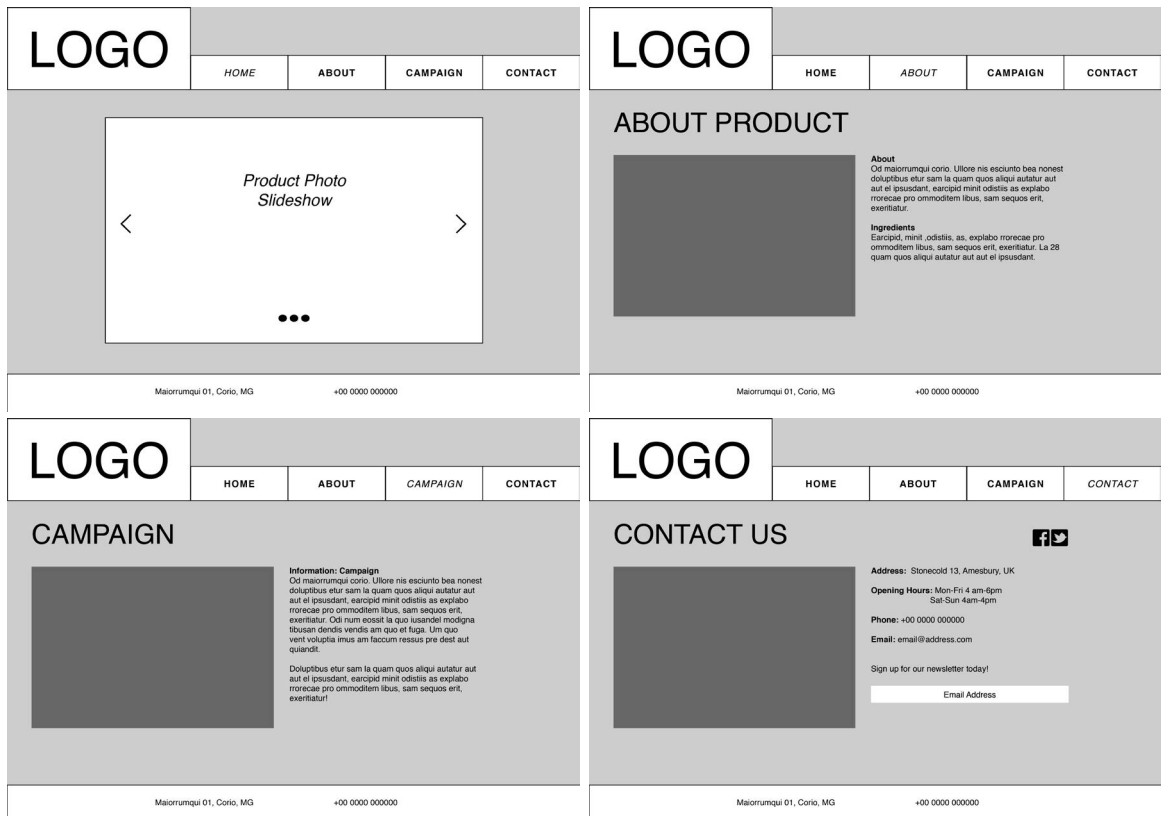 LOGO
HOME ABOUT CAMPAIGN CONTACT
Product Photo
Slideshow
Maiorrumqui 01, Corio, MG +00 0000 000000
LOGO
HOME ABOUT CAMPAIGN CONTACT
ABOUT PRODUCT
About
Od maiorrumqui corio. Ullore nis esciunto bea nonest
doluptibus etur sam la quam quos aliqui autatur aut
aut el ipsusdant, earcipid minit odistiis as explabo
rrorecae pro ommoditem libus, sam sequos erit,
exeritiatur.
Ingredients
Earcipid, minit ,odistiis, as, explabo rrorecae pro
ommoditem libus, sam sequos erit, exeritiatur. La 28
quam quos aliqui autatur aut aut el ipsusdant.
Maiorrumqui 01, Corio, MG +00 0000 000000
LOGO
HOME ABOUT CAMPAIGN CONTACT
CAMPAIGN
Information: Campaign
Od maiorrumqui corio. Ullore nis esciunto bea nonest
doluptibus etur sam la quam quos aliqui autatur aut
aut el ipsusdant, earcipid minit odistiis as explabo
rrorecae pro ommoditem libus, sam sequos erit,
exeritiatur. Odi num eossit la quo iusandel modigna
tibusan dendis vendis am quo et fuga. Um quo
vent voluptia imus am faccum ressus pre dest aut
quiandit.
Doluptibus etur sam la quam quos aliqui autatur aut
aut el ipsusdant, earcipid minit odistiis as explabo
rrorecae pro ommoditem libus, sam sequos erit,
exeritiatur!
Maiorrumqui 01, Corio, MG +00 0000 000000
LOGO
HOME ABOUT CAMPAIGN CONTACT
CONTACT US
Address: Stonecold 13, Amesbury, UK
Opening Hours: Mon-Fri 4 am-6pm
Sat-Sun 4am-4pm
Phone: +00 0000 000000
Email: email@address.com
Sign up for our newsletter today!
Email Address
Maiorrumqui 01, Corio, MG +00 0000 000000